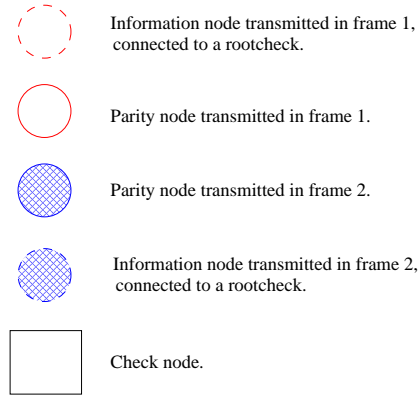 Information node transmitted in frame 1,
connected to a rootcheck.
Parity node transmitted in frame 1.
Parity node transmitted in frame 2.
Information node transmitted in frame 2,
connected to a rootcheck.
Check node.